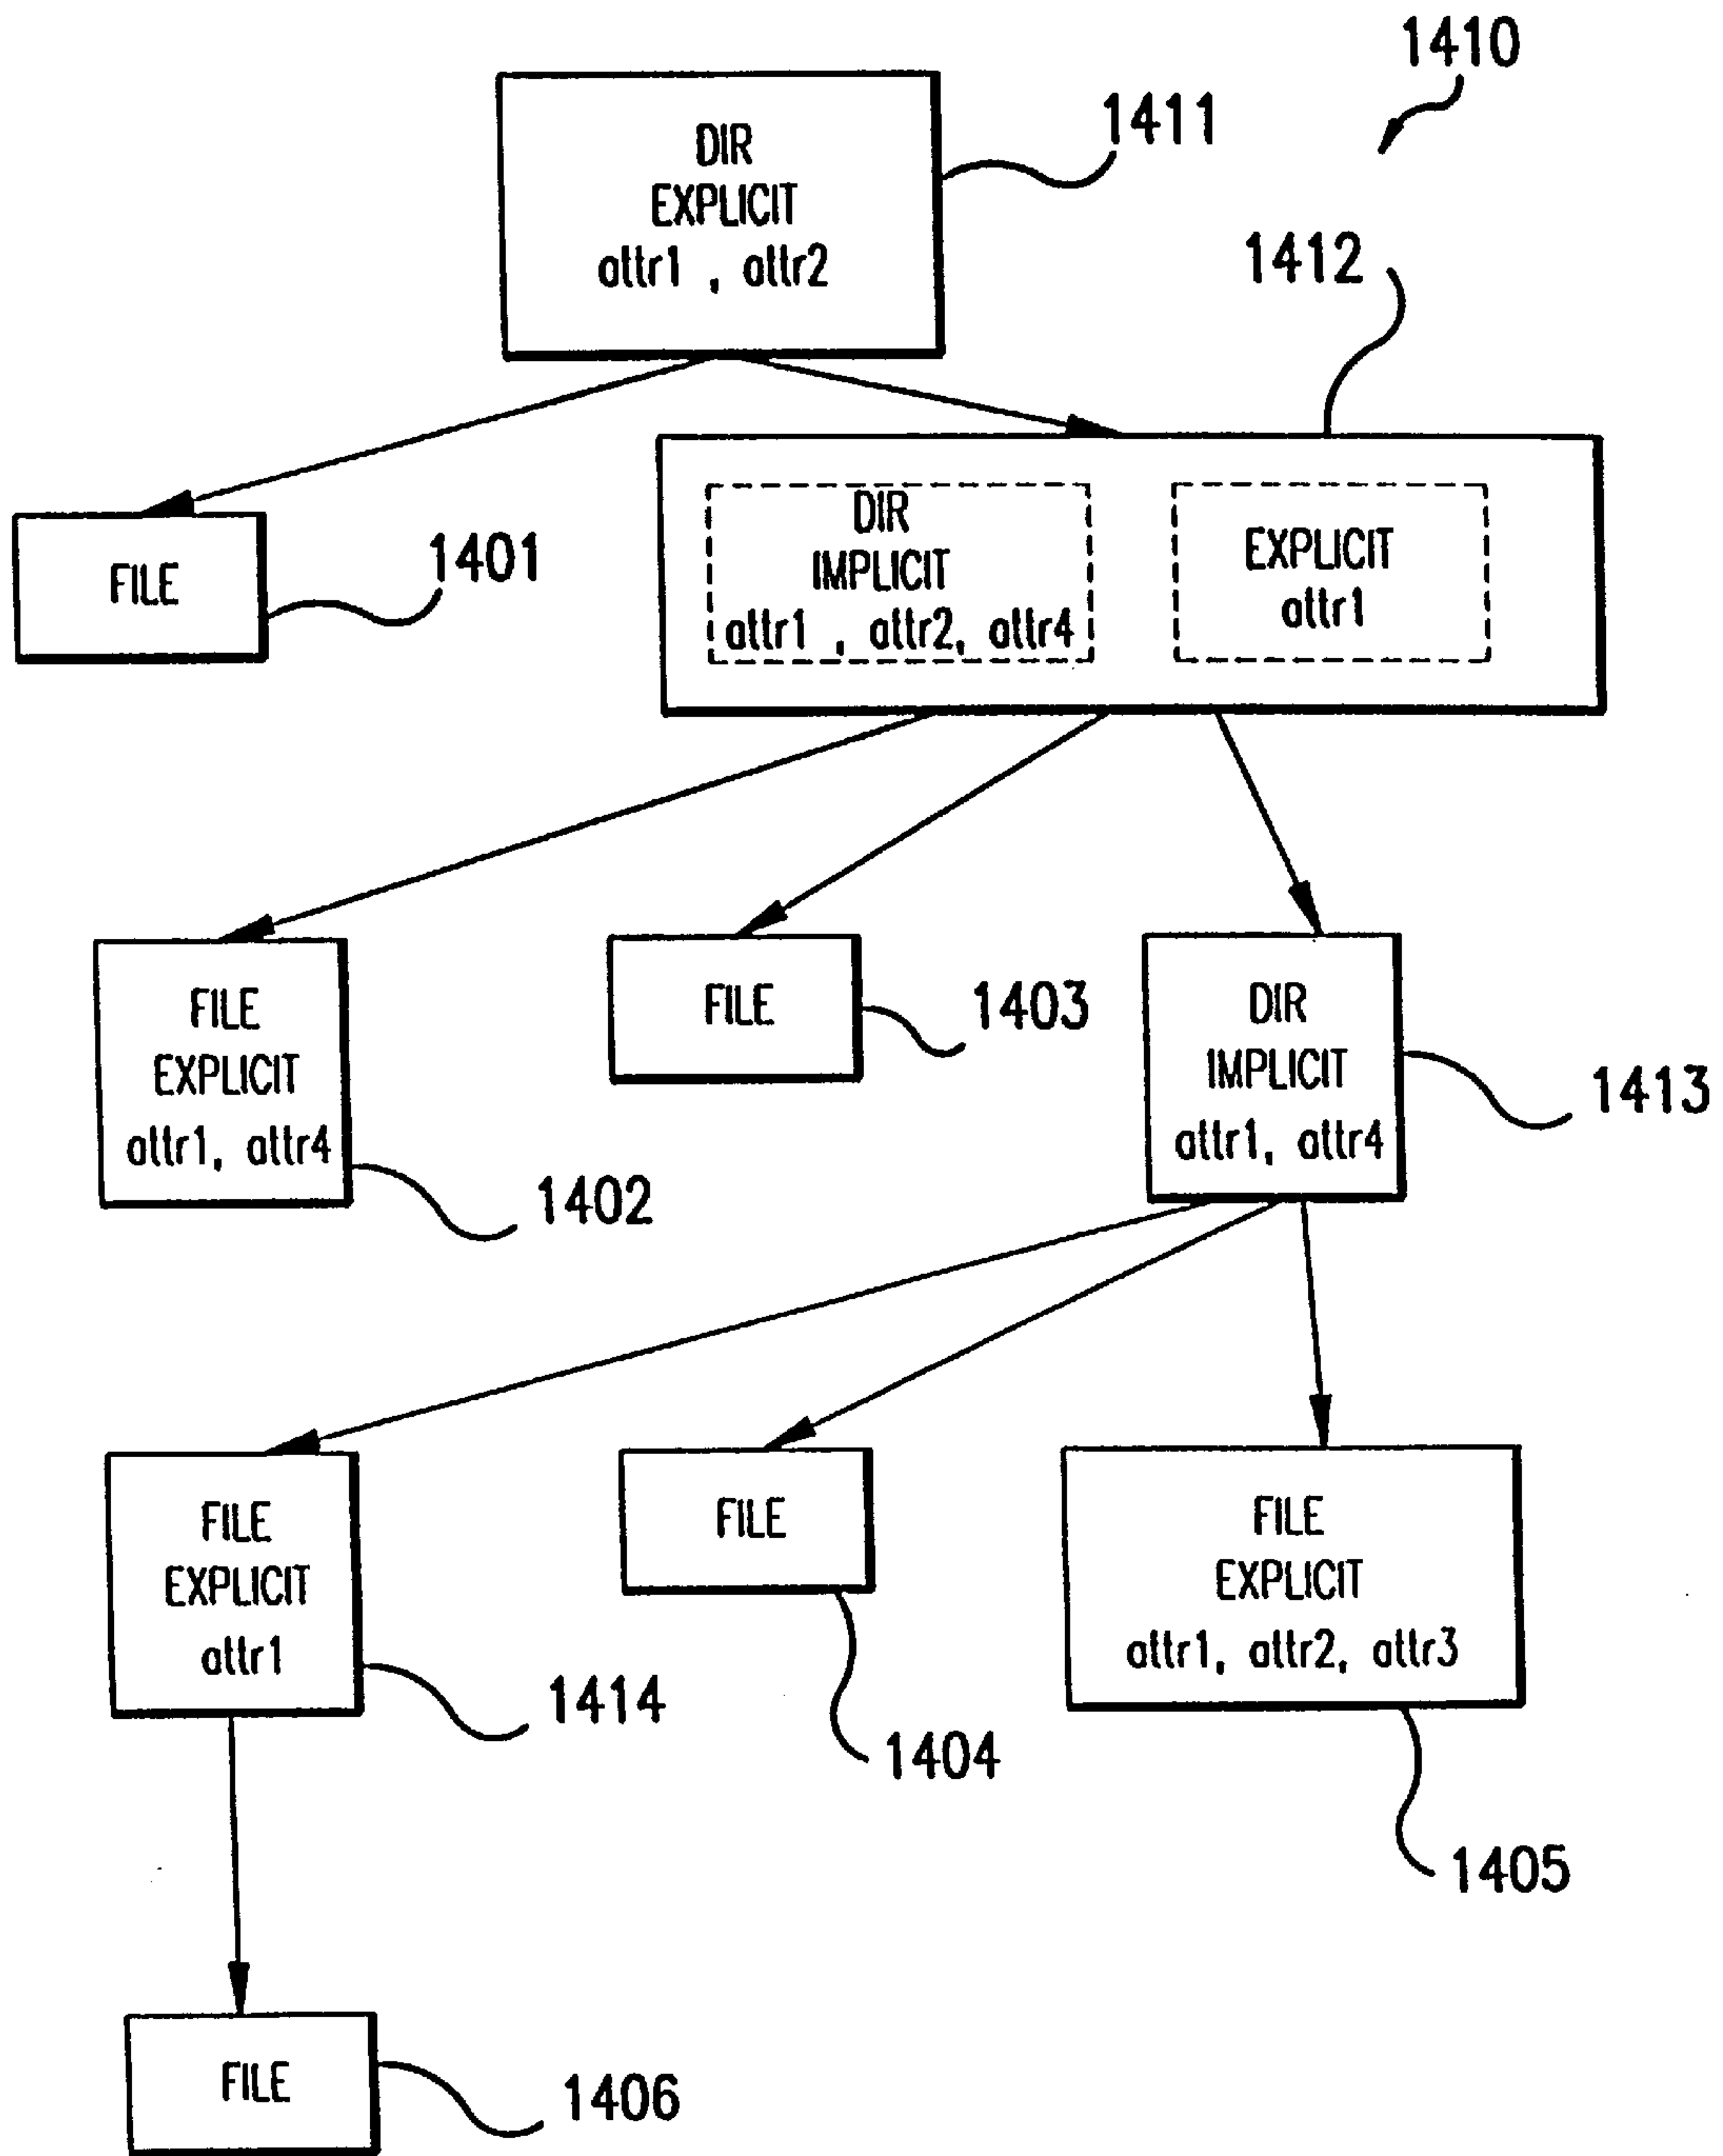 1410
DIR
EXPLICIT
attr1 , attr2
1411
1412
FILE
1401
DIR
IMPLICIT
attr1 , attr2, attr4
EXPLICIT
attr1
FILE
EXPLICIT
attr1, attr4
1402
FILE
1403
DIR
IMPLICIT
attr1, attr4
1413
FILE
EXPLICIT
attr1
1414
FILE
1404
FILE
EXPLICIT
attr1, attr2, attr3
1405
FILE
1406